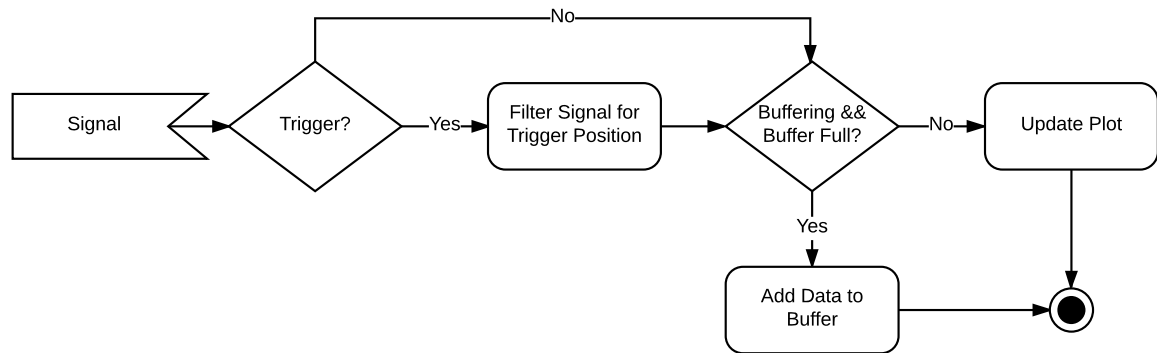 No
Signal
Trigger?
Yes
Filter Signal for
Trigger Position
Buffering &&
Buffer Full?
No
Update Plot
Yes
Add Data to
Buffer